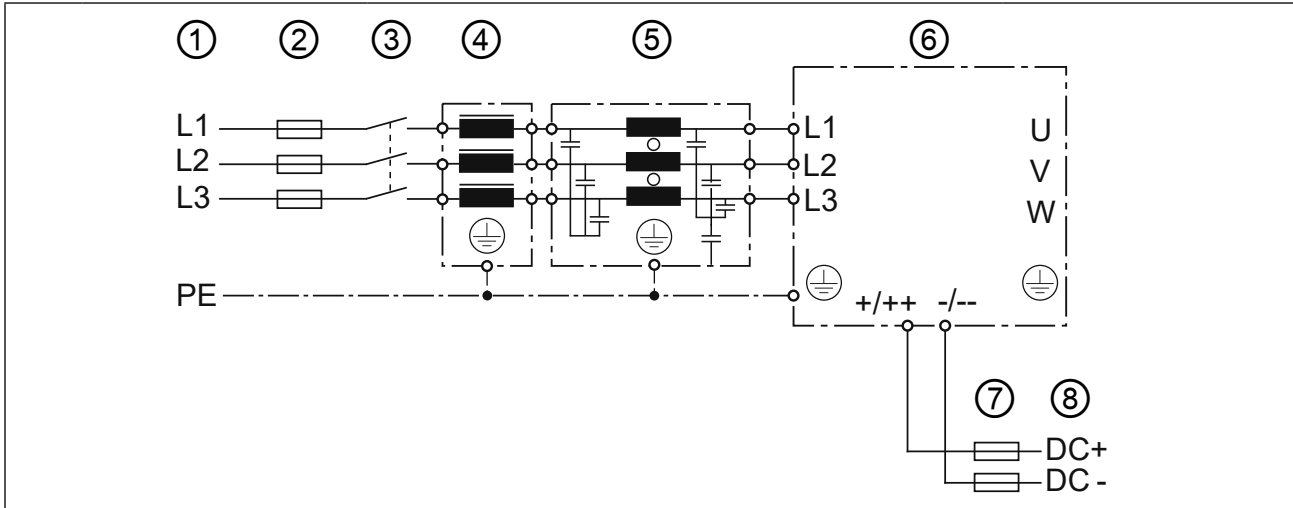 ① ② ③ ④ ⑤ ⑥
L1 L1 U
L2 L2 V
L3 L3 W
PE
+/++ -/--
⑦ ⑧
DC+
DC -